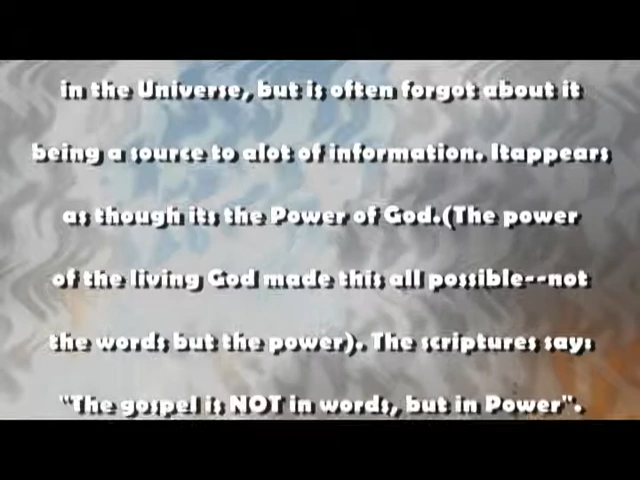 in the Universe, but is often forgot about it
being a source to alot of information. Itappears
as though its the Power of God.(The power
of the living God made this all possible--not
the words but the power). The scriptures says
"The gospel is NOT in words, but in Power".